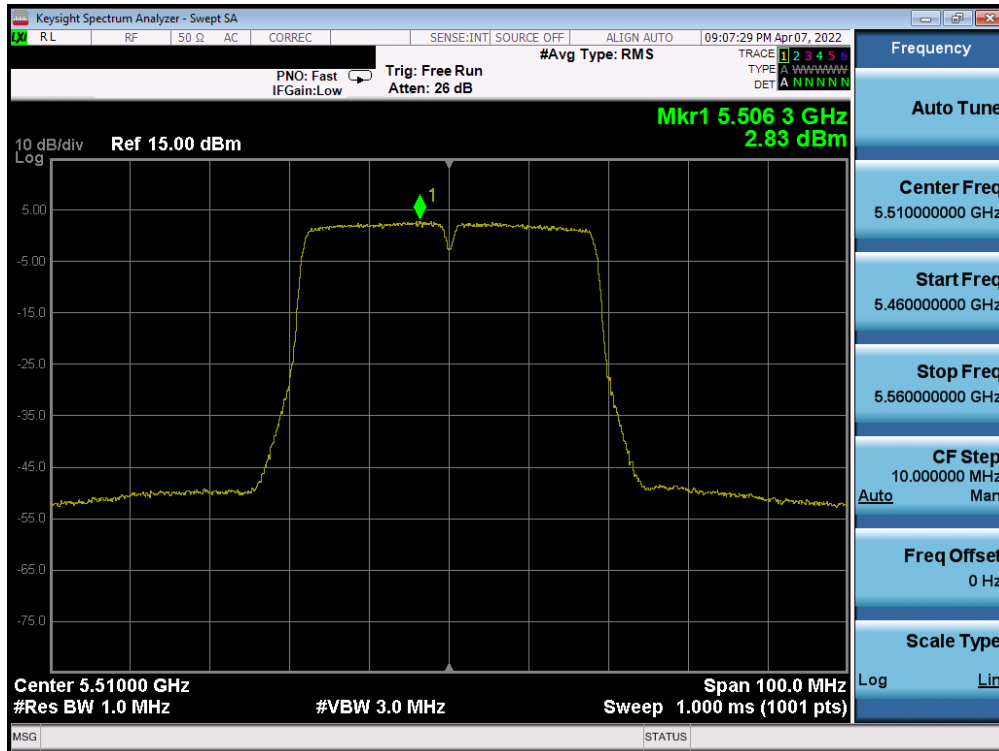 Keysight Spectrum Analyzer - Swept SA
LXI RL RF 50 Ω AC CORREC SENSE:INT SOURCE OFF ALIGN AUTO 09:07:29 PM Apr 07, 2022
PNO: Fast
IFGain:Low
Trig: Free Run
Atten: 26 dB
#Avg Type: RMS
TRACE 1 2 3 4 5 6
TYPE A WWWWW
DET A N N N N N
Mkr1 5.506 3 GHz
2.83 dBm
10 dB/div Ref 15.00 dBm
Log
1
5.00
-5.00
-15.0
-25.0
-35.0
-45.0
-55.0
-65.0
-75.0
Center 5.51000 GHz Span 100.0 MHz
#Res BW 1.0 MHz #VBW 3.0 MHz Sweep 1.000 ms (1001 pts)
MSG STATUS
Frequency
Auto Tune
Center Freq
5.510000000 GHz
Start Freq
5.460000000 GHz
Stop Freq
5.560000000 GHz
CF Step
10.000000 MHz
Auto Man
Freq Offset
0 Hz
Scale Type
Log Lin